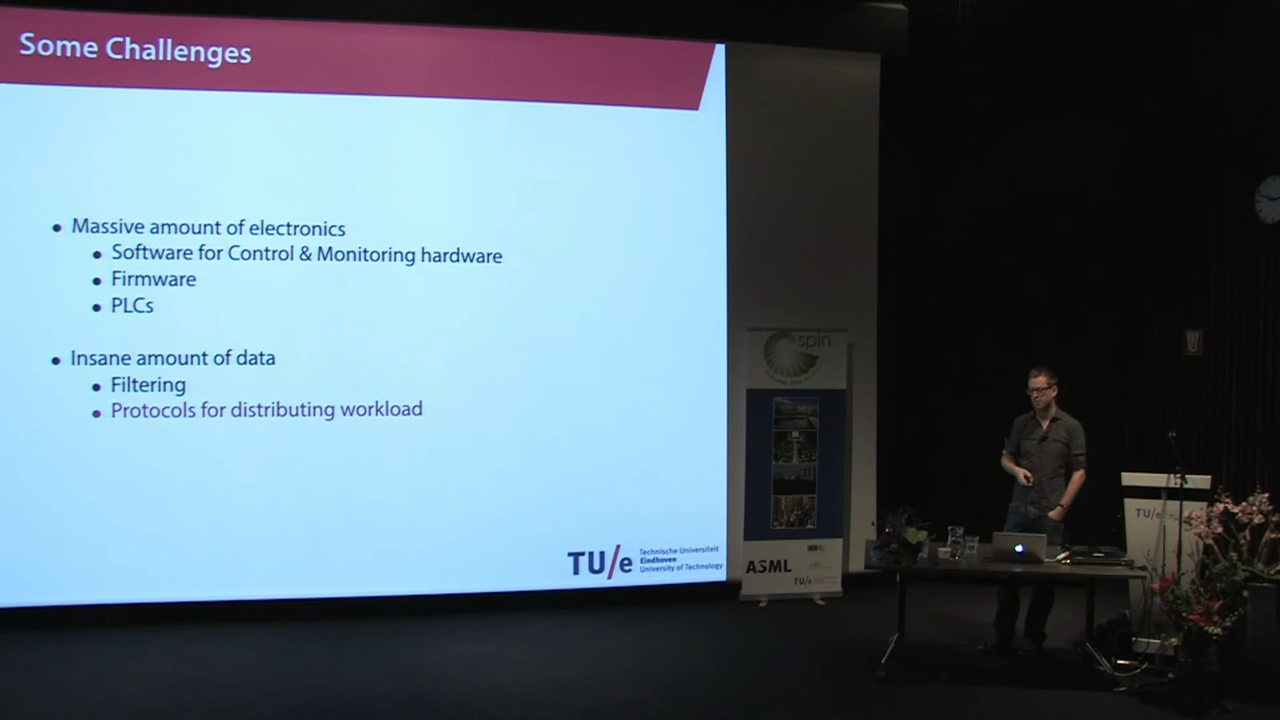 Some Challenges
• Massive amount of electronics
• Software for Control & Monitoring hardware
• Firmware
• PLCs
• Insane amount of data
• Filtering
• Protocols for distributing workload
TU/e
Technische Universiteit
Eindhoven
University of Technology
spin
ASML
TU/e
TU/e